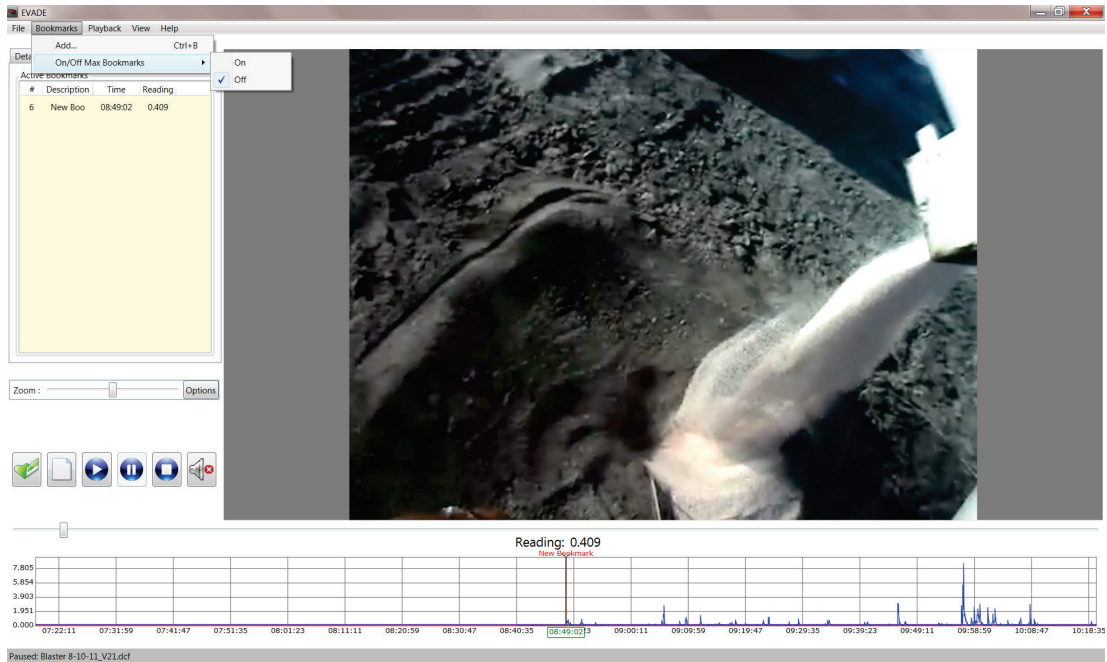 EVADE
File Bookmarks Playback View Help
Add... Ctrl+B
On/Off Max Bookmarks
On
Off
Active Bookmarks
# Description Time Reading
6 New Boo 08:49:02 0.409
Zoom : Options
Reading: 0.409
New Bookmark
7.805
5.854
3.903
1.951
0.000
07:22:11 07:31:59 07:41:47 07:51:35 08:01:23 08:11:11 08:20:59 08:30:47 08:40:35 08:49:02 09:00:11 09:09:59 09:19:47 09:29:35 09:39:23 09:49:11 09:58:59 10:08:47 10:18:35
Paused: Blaster 8-10-11_V21.dcf